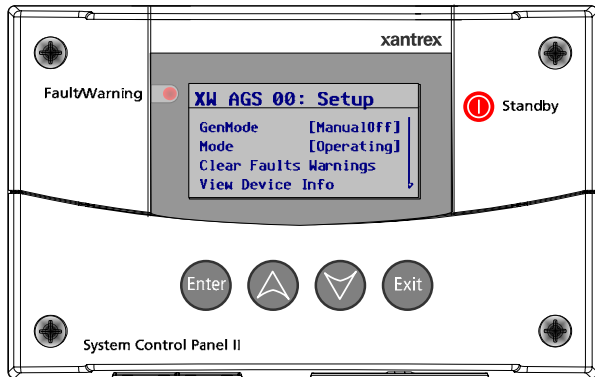 xantrex
Fault/Warning
Standby
XW AGS 00: Setup
GenMode [ManualOff]
Mode [Operating]
Clear Faults Warnings
View Device Info
Enter
Exit
System Control Panel II